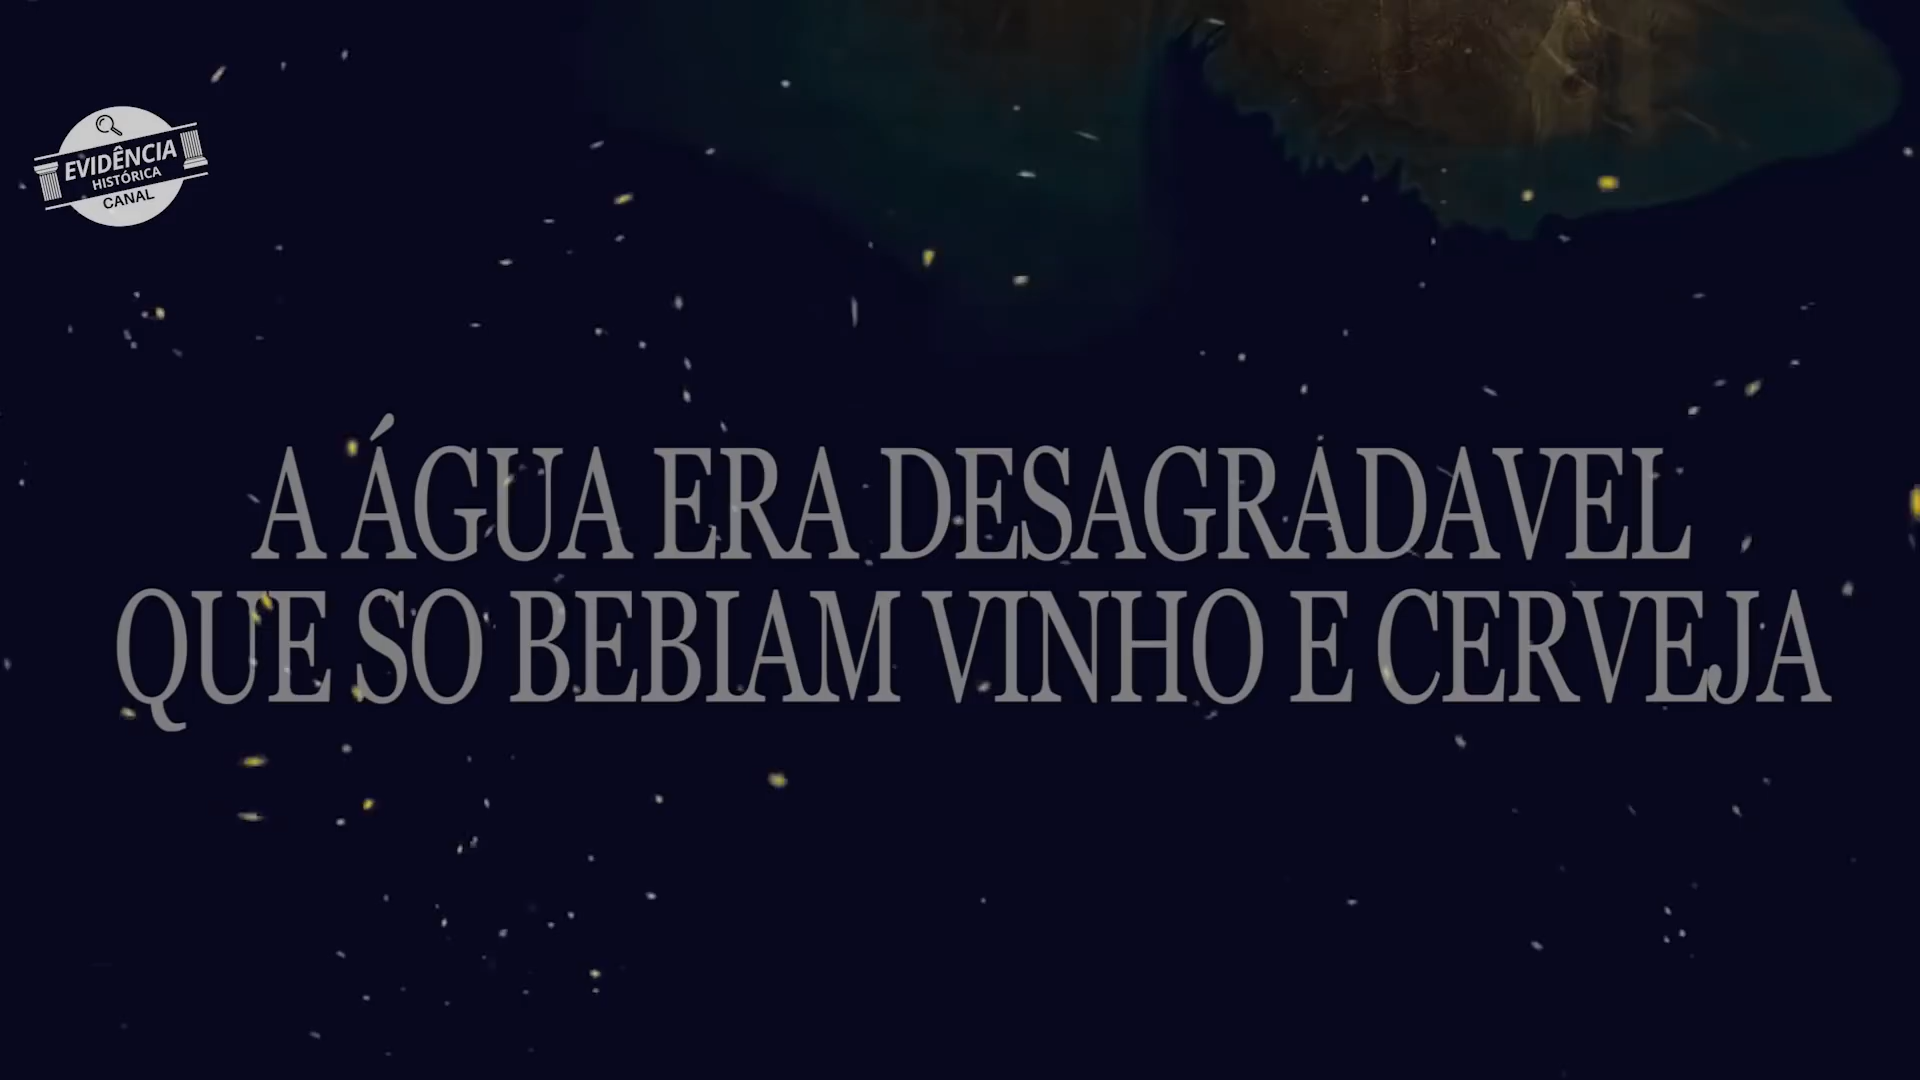 EVIDÊNCIA
HISTÓRICA
CANAL
A ÁGUA ERA DESAGRADAVEL
QUE SO BEBIAM VINHO E CERVEJA